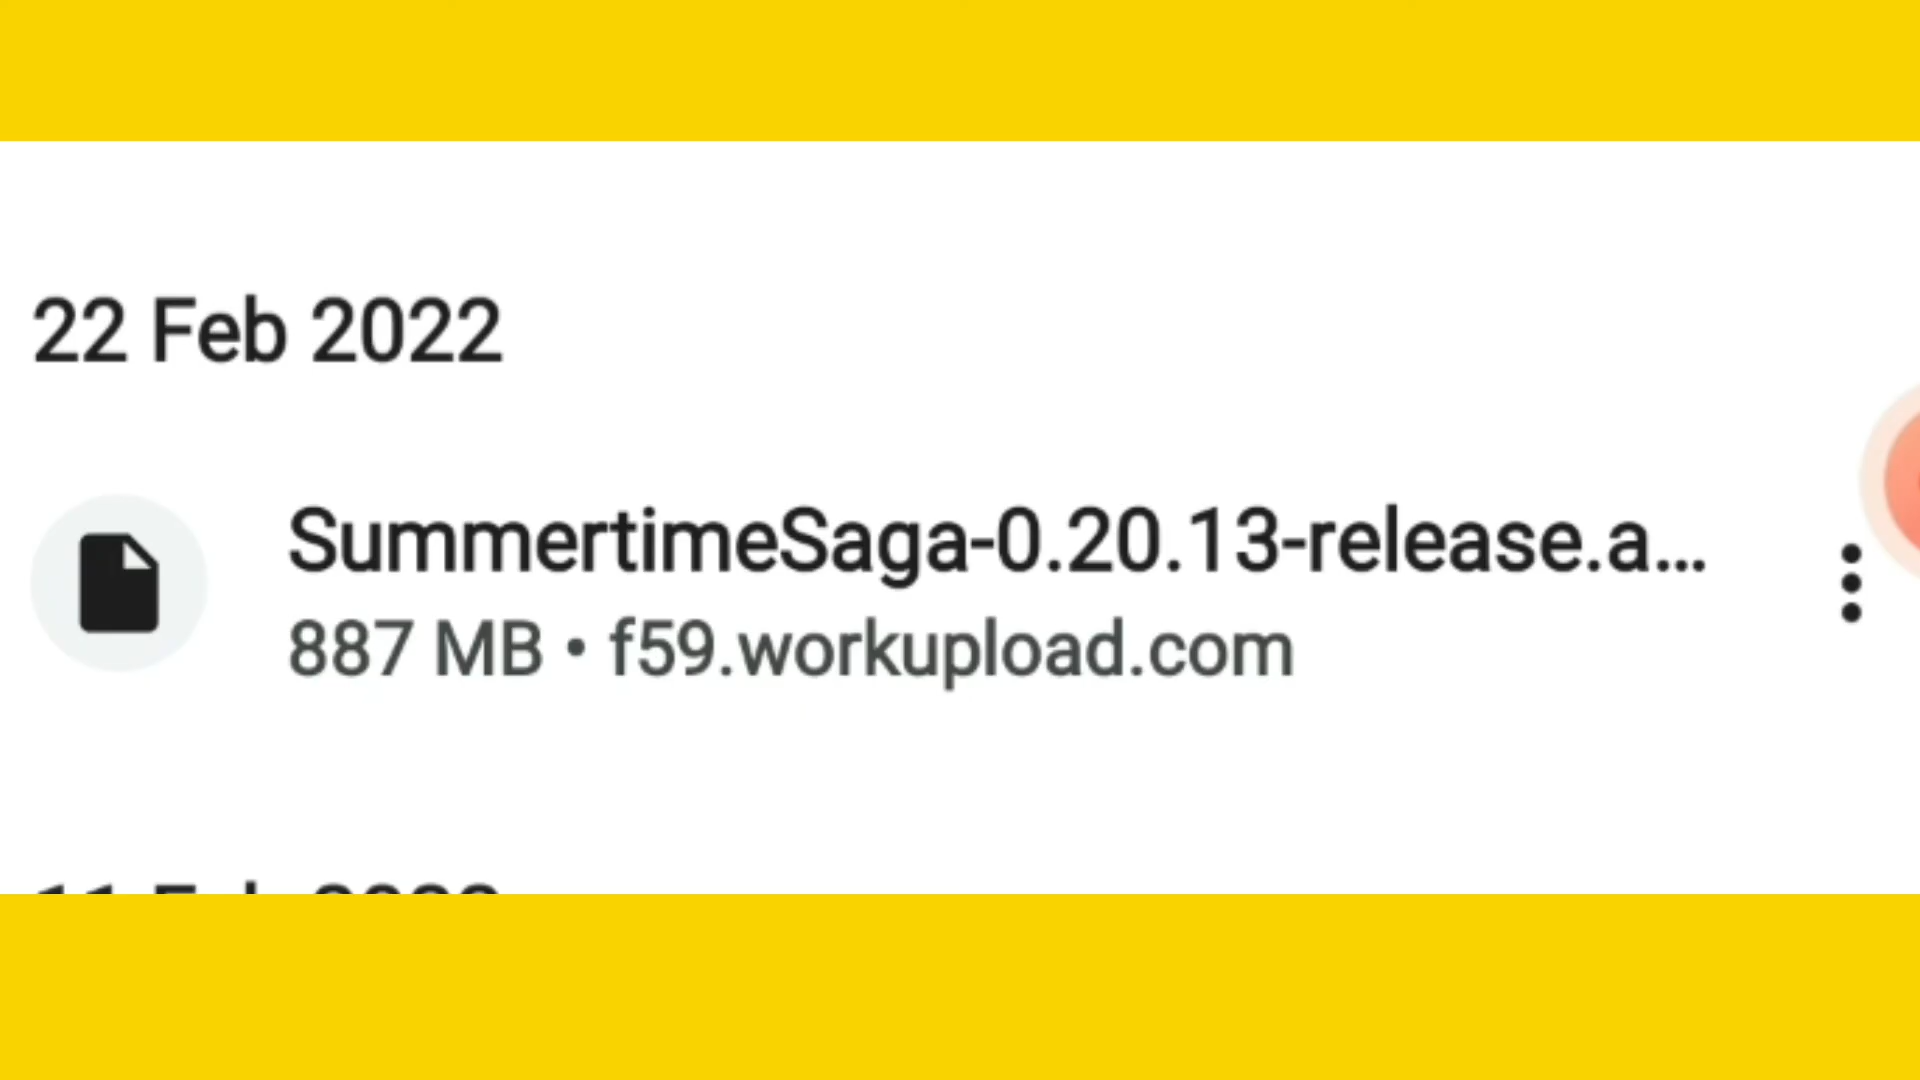 22 Feb 2022
SummertimeSaga-0.20.13-release.a...
887 MB • f59.workupload.com